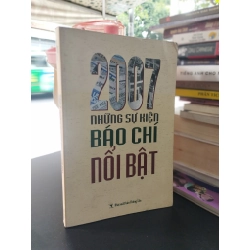 2007
NHỮNG SỰ KIỆN
BÁO CHÍ
NỔI BẬT